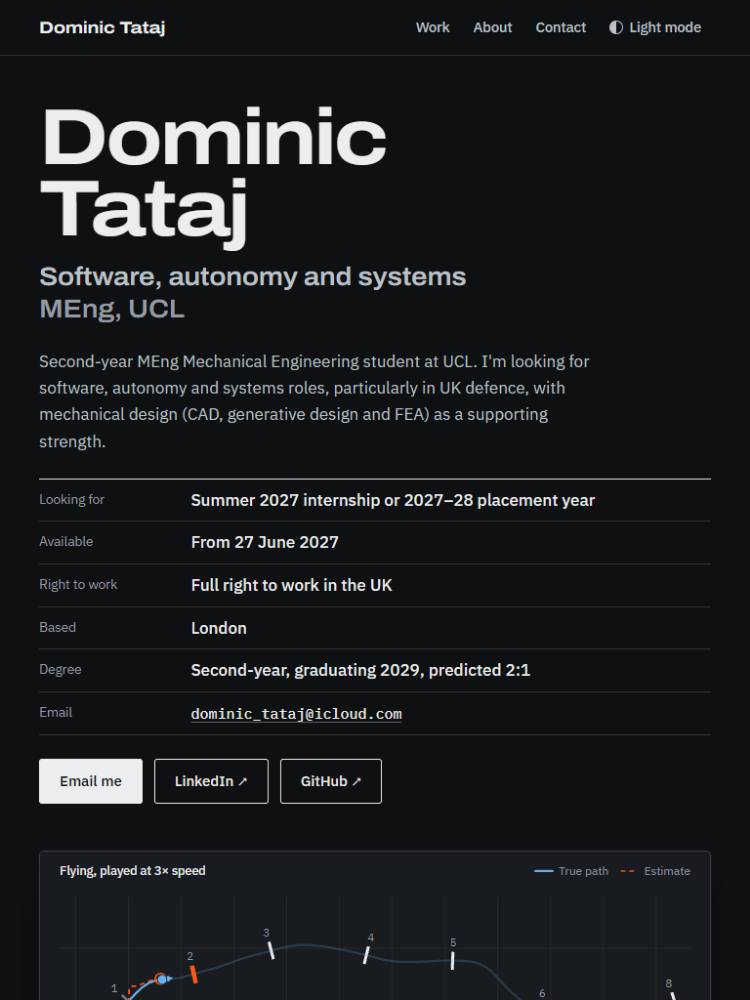 Dominic Tataj
Work
About
Contact
Light mode
Dominic
Tataj
Software, autonomy and systems
MEng, UCL
Second-year MEng Mechanical Engineering student at UCL. I'm looking for
software, autonomy and systems roles, particularly in UK defence, with
mechanical design (CAD, generative design and FEA) as a supporting
strength.
Looking for
Summer 2027 internship or 2027–28 placement year
Available
From 27 June 2027
Right to work
Full right to work in the UK
Based
London
Degree
Second-year, graduating 2029, predicted 2:1
Email
dominic_tataj@icloud.com
Email me
LinkedIn ↗
GitHub ↗
Flying, played at 3× speed
True path
Estimate
1
2
3
4
5
6
8